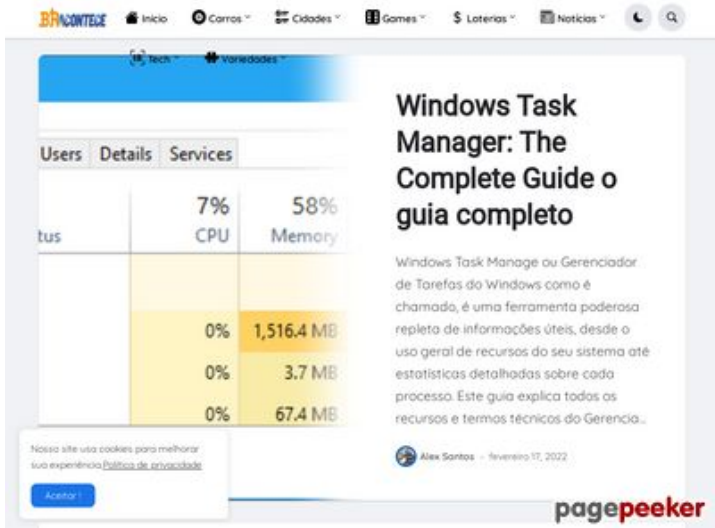 BRACONTECE Inicio Carros Cidades Games $ Loterias Notícias
Tech Variedades
Users Details Services
7% 58%
tus CPU Memory
0% 1,516.4 MB
0% 3.7 MB
0% 67.4 MB
Windows Task
Manager: The
Complete Guide o
guia completo
Windows Task Manage ou Gerenciador
de Tarefas do Windows como é
chamado, é uma ferramenta poderosa
repleta de informações úteis, desde o
uso geral de recursos do seu sistema até
estatísticas detalhadas sobre cada
processo. Este guia explica todos os
recursos e termos técnicos do Gerencia...
Alex Santos - fevereiro 17, 2022
Nosso site usa cookies para melhorar
sua experiência.Política de privacidade
Aceitar !
pagepeeker